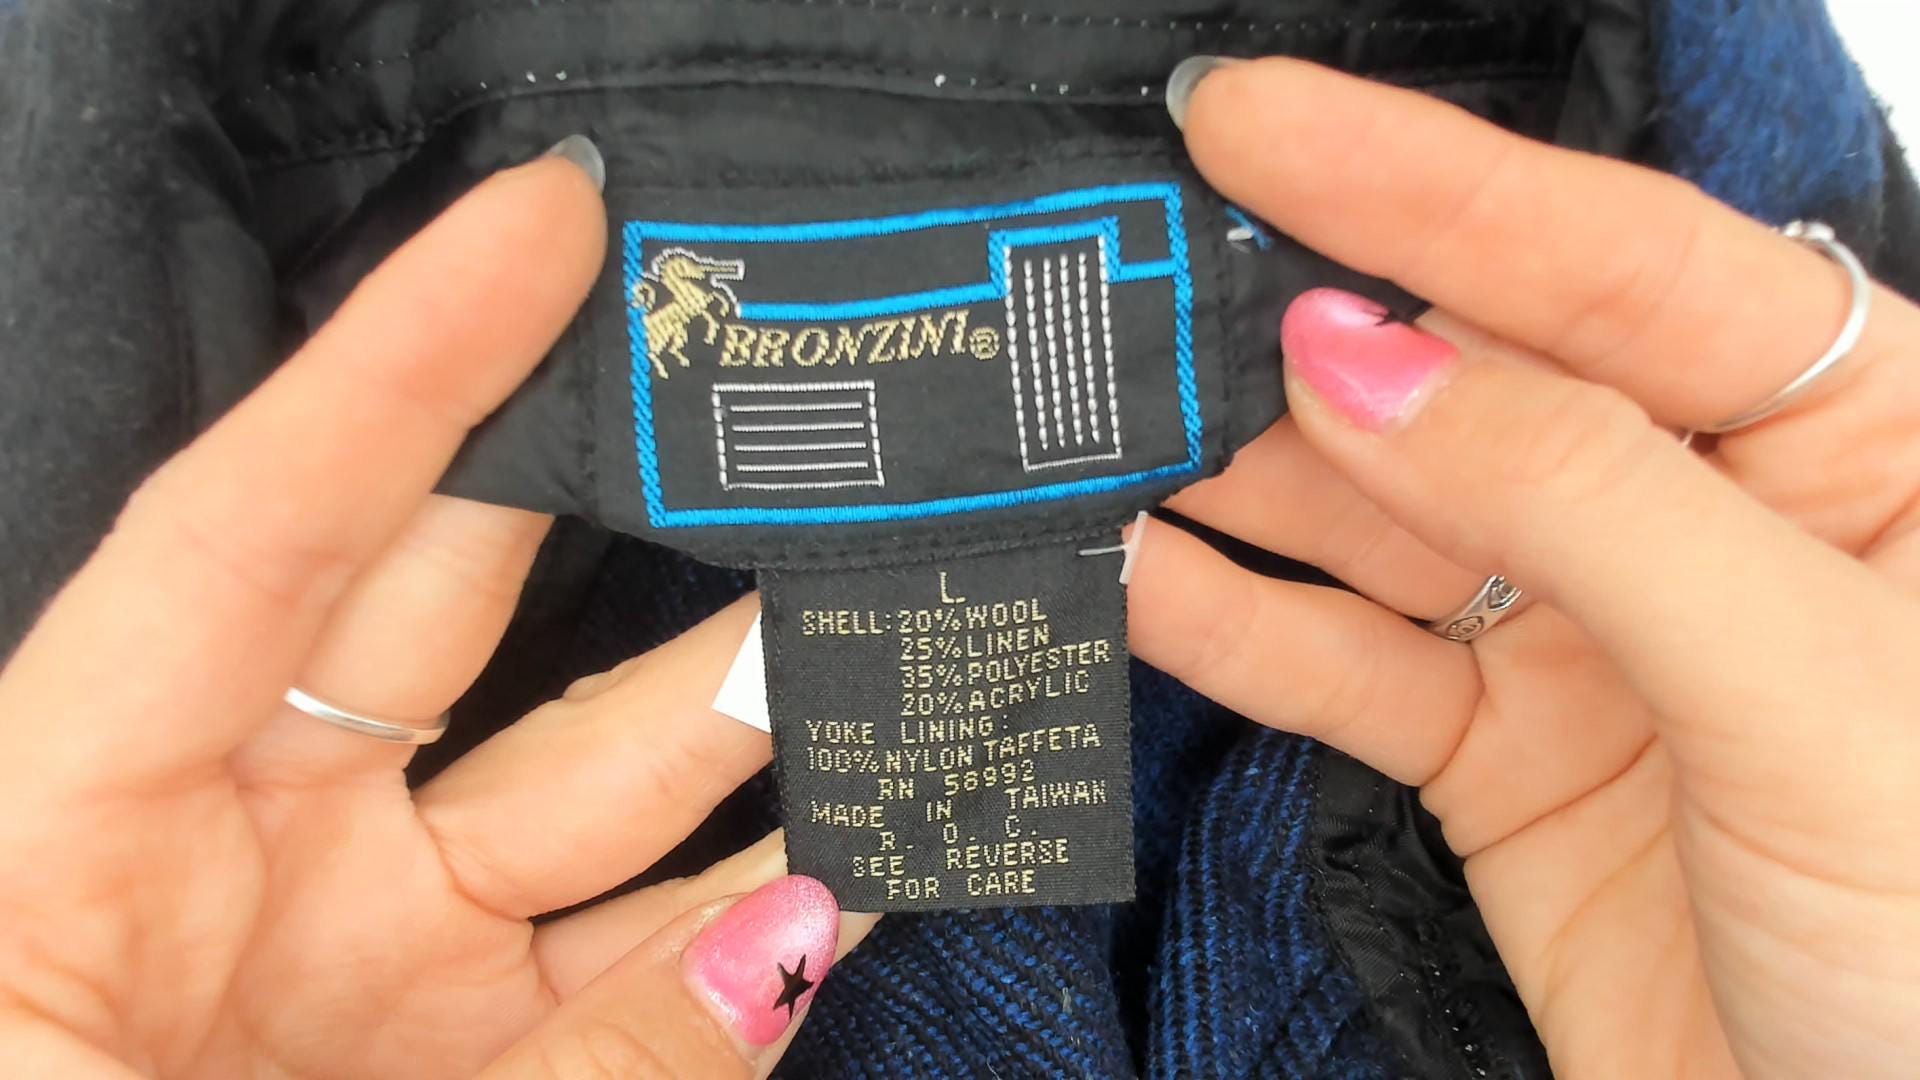 BRONZINI®
L
SHELL: 20% WOOL
25% LINEN
35% POLYESTER
20% ACRYLIC
YOKE LINING:
100% NYLON TAFFETA
RN 58992
MADE IN TAIWAN
R. O. C.
SEE REVERSE
FOR CARE